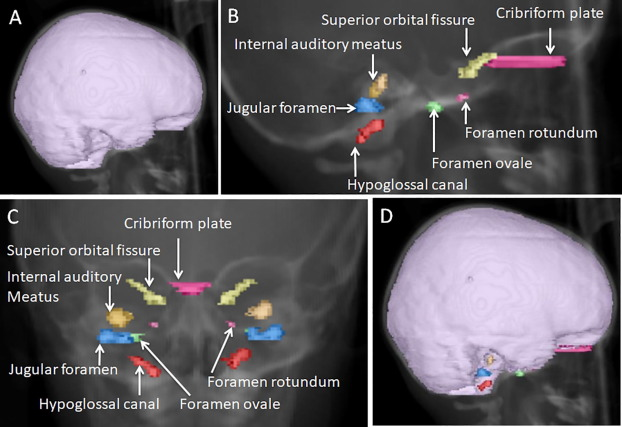 A
B
Superior orbital fissure
Cribriform plate
Internal auditory meatus
Jugular foramen
Foramen rotundum
Foramen ovale
Hypoglossal canal
C
Cribriform plate
Superior orbital fissure
Internal auditory
Meatus
Jugular foramen
Foramen rotundum
Hypoglossal canal
Foramen ovale
D